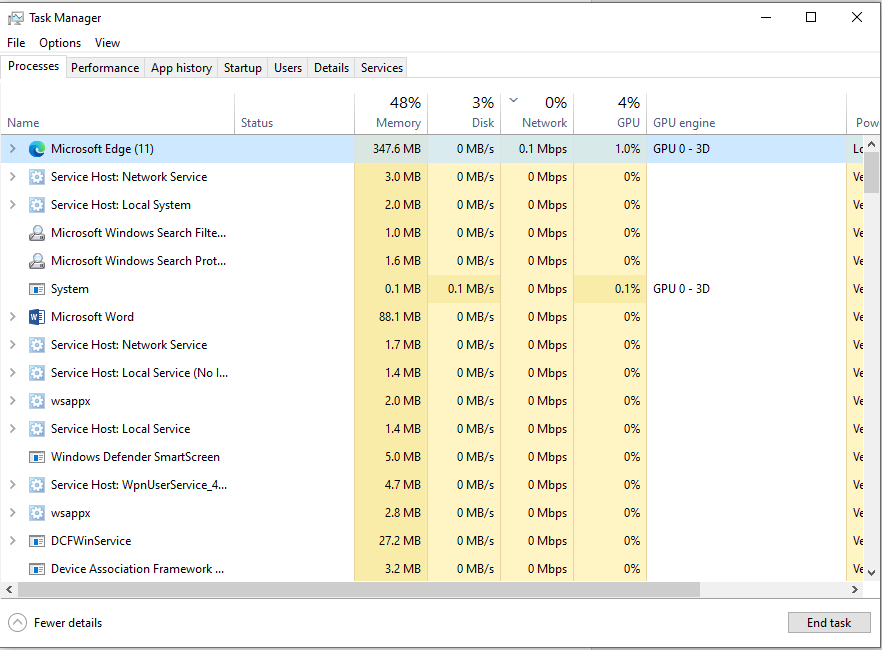 Task Manager
File Options View
Processes Performance App history Startup Users Details Services
48% 3% 0% 4%
Name Status Memory Disk Network GPU GPU engine Pow
Microsoft Edge (11) 347.6 MB 0 MB/s 0.1 Mbps 1.0% GPU 0 - 3D Lc
Service Host: Network Service 3.0 MB 0 MB/s 0 Mbps 0% Ve
Service Host: Local System 2.0 MB 0 MB/s 0 Mbps 0% Ve
Microsoft Windows Search Filte... 1.0 MB 0 MB/s 0 Mbps 0% Ve
Microsoft Windows Search Prot... 1.6 MB 0 MB/s 0 Mbps 0% Ve
System 0.1 MB 0.1 MB/s 0 Mbps 0.1% GPU 0 - 3D Ve
Microsoft Word 88.1 MB 0 MB/s 0 Mbps 0% Ve
Service Host: Network Service 1.7 MB 0 MB/s 0 Mbps 0% Ve
Service Host: Local Service (No I... 1.4 MB 0 MB/s 0 Mbps 0% Ve
wsappx 2.0 MB 0 MB/s 0 Mbps 0% Ve
Service Host: Local Service 1.4 MB 0 MB/s 0 Mbps 0% Ve
Windows Defender SmartScreen 5.0 MB 0 MB/s 0 Mbps 0% Ve
Service Host: WpnUserService_4... 4.7 MB 0 MB/s 0 Mbps 0% Ve
wsappx 2.8 MB 0 MB/s 0 Mbps 0% Ve
DCFWinService 27.2 MB 0 MB/s 0 Mbps 0% Ve
Device Association Framework ... 3.2 MB 0 MB/s 0 Mbps 0% Ve
Fewer details End task